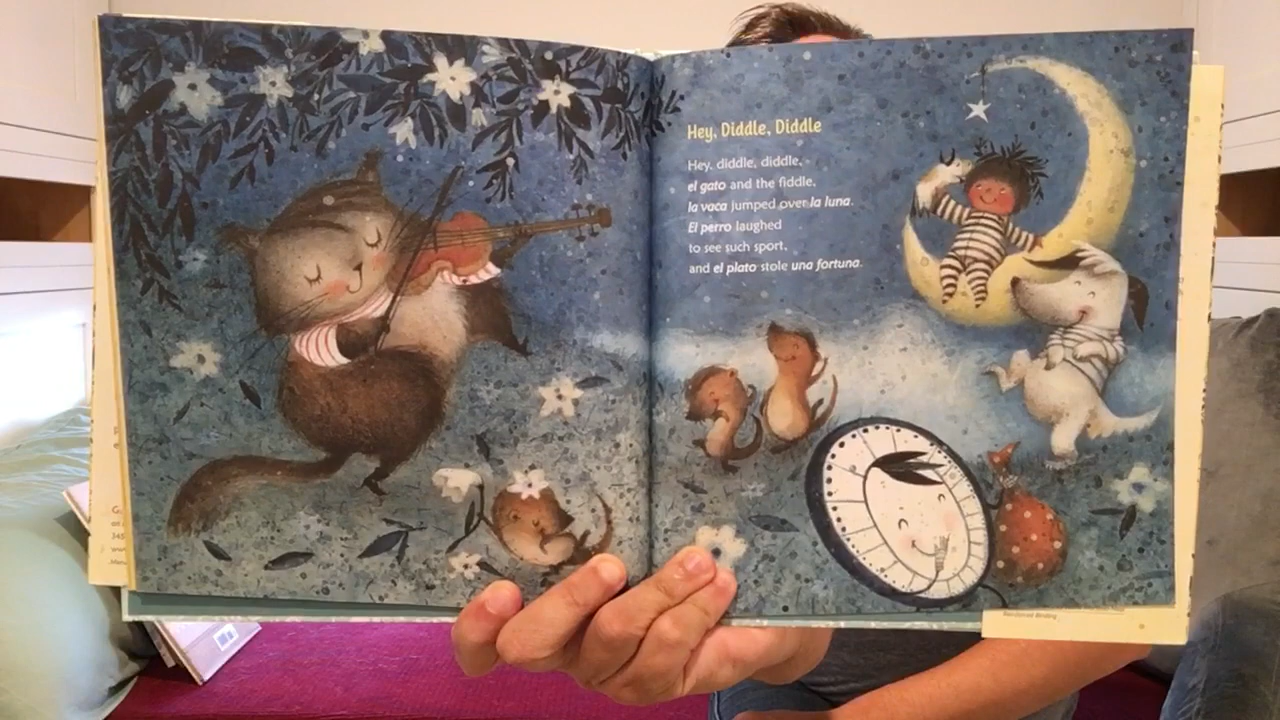 Hey, Diddle, Diddle
Hey, diddle, diddle,
el gato and the fiddle,
la vaca jumped over la luna.
El perro laughed
to see such sport,
and el plato stole una fortuna.